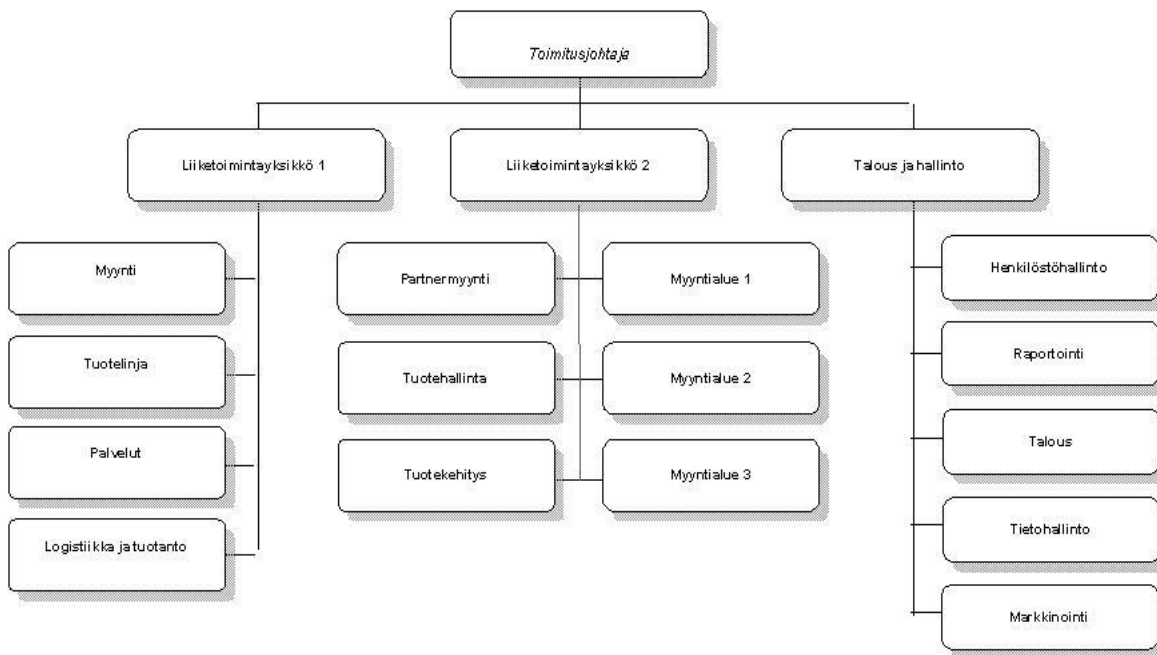 Toimitusjohtaja
Liiketoimintayksikkö 1
Liiketoimintayksikkö 2
Talous ja hallinto
Myynti
Tuotelinja
Palvelut
Logistiikka ja tuotanto
Partnermyynti
Myyntialue 1
Tuotehallinta
Myyntialue 2
Tuotekehitys
Myyntialue 3
Henkilöstöhallinto
Raportointi
Talous
Tietohallinto
Markkinointi